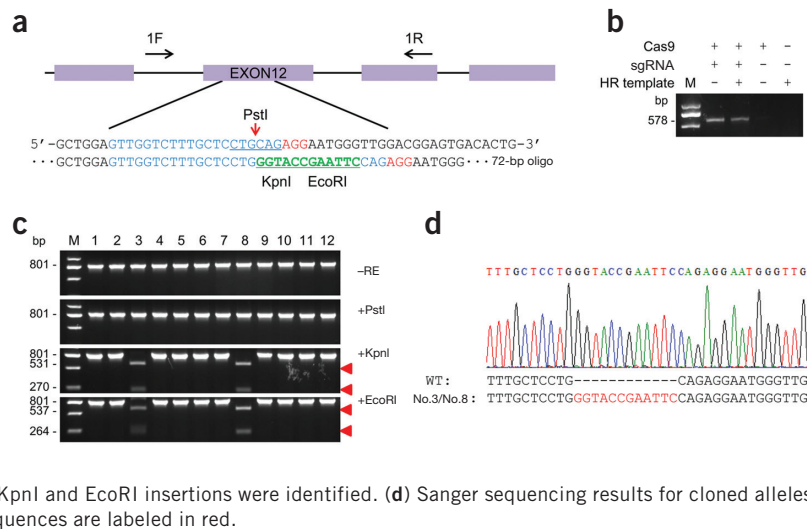 a
1F
1R
EXON12
PstI
5′-GCTGGAGTTGGTCTTTGCTCCTGCAGAGGAATGGGTTGGACGGAGTGACACTG-3′
···GCTGGAGTTGGTCTTTGCTCCTGGGTACCGAATTCCAGAGGAATGGG···72-bp oligo
KpnI EcoRI
b
Cas9 + + + –
sgRNA + + – –
HR template M – + – +
bp
578 -
c
bp M 1 2 3 4 5 6 7 8 9 10 11 12
801 - –RE
801 - +PstI
801 - +KpnI
531 -
270 -
801 - +EcoRI
537 -
264 -
d
TTTGCTCCTGGGTACCGAATTCCAGAGGAATGGGTTG
WT: TTTGCTCCTG------------CAGAGGAATGGGTTG
No.3/No.8: TTTGCTCCTGGGTACCGAATTCCAGAGGAATGGGTTG
KpnI and EcoRI insertions were identified. (d) Sanger sequencing results for cloned alleles
quences are labeled in red.